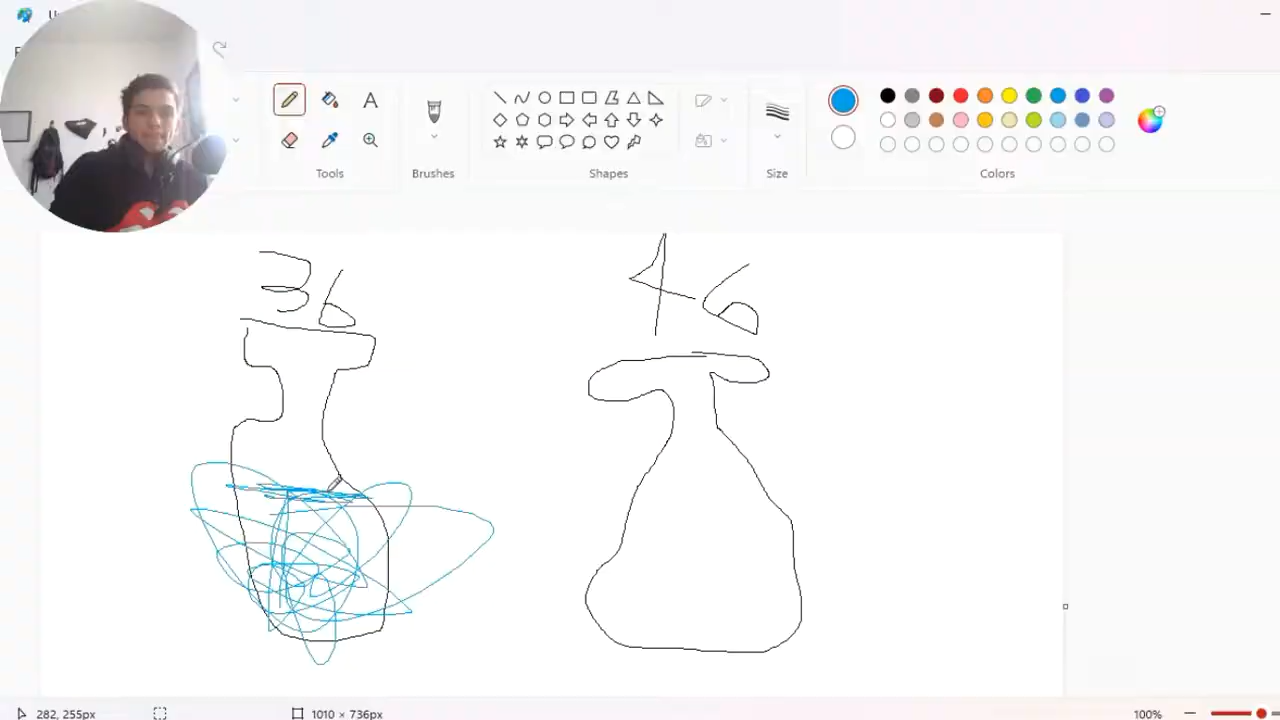 Tools
Brushes
Shapes
Size
Colors
36
46
282, 255px
1010 × 736px
100%